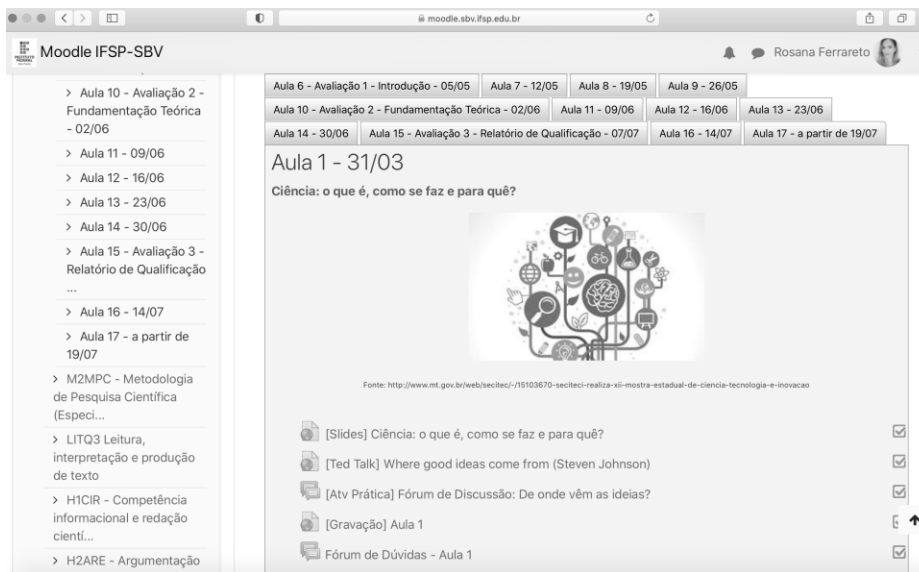 moodle.sbv.ifsp.edu.br
Moodle IFSP-SBV
Rosana Ferrareto
> Aula 10 - Avaliação 2 -
Fundamentação Teórica
- 02/06
> Aula 11 - 09/06
> Aula 12 - 16/06
> Aula 13 - 23/06
> Aula 14 - 30/06
> Aula 15 - Avaliação 3 -
Relatório de Qualificação
...
> Aula 16 - 14/07
> Aula 17 - a partir de
19/07
> M2MPC - Metodologia
de Pesquisa Científica
(Especi...
> LITQ3 Leitura,
interpretação e produção
de texto
> H1CIR - Competência
informacional e redação
cientí...
> H2ARE - Argumentação
Aula 6 - Avaliação 1 - Introdução - 05/05 Aula 7 - 12/05 Aula 8 - 19/05 Aula 9 - 26/05
Aula 10 - Avaliação 2 - Fundamentação Teórica - 02/06 Aula 11 - 09/06 Aula 12 - 16/06 Aula 13 - 23/06
Aula 14 - 30/06 Aula 15 - Avaliação 3 - Relatório de Qualificação - 07/07 Aula 16 - 14/07 Aula 17 - a partir de 19/07
Aula 1 - 31/03
Ciência: o que é, como se faz e para quê?
Fonte: http://www.mt.gov.br/web/secitec/-/15103670-seciteci-realiza-xii-mostra-estadual-de-ciencia-tecnologia-e-inovacao
[Slides] Ciência: o que é, como se faz e para quê?
[Ted Talk] Where good ideas come from (Steven Johnson)
[Atv Prática] Fórum de Discussão: De onde vêm as ideias?
[Gravação] Aula 1
Fórum de Dúvidas - Aula 1